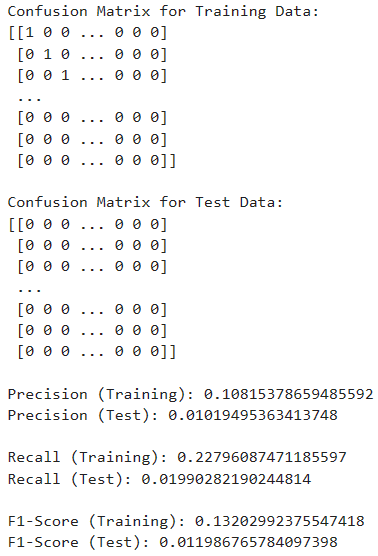 Confusion Matrix for Training Data:
[[1 0 0 ... 0 0 0]
 [0 1 0 ... 0 0 0]
 [0 0 1 ... 0 0 0]
 ...
 [0 0 0 ... 0 0 0]
 [0 0 0 ... 0 0 0]
 [0 0 0 ... 0 0 0]]
Confusion Matrix for Test Data:
[[0 0 0 ... 0 0 0]
 [0 0 0 ... 0 0 0]
 [0 0 0 ... 0 0 0]
 ...
 [0 0 0 ... 0 0 0]
 [0 0 0 ... 0 0 0]
 [0 0 0 ... 0 0 0]]
Precision (Training): 0.10815378659485592
Precision (Test): 0.01019495363413748
Recall (Training): 0.22796087471185597
Recall (Test): 0.01990282190244814
F1-Score (Training): 0.13202992375547418
F1-Score (Test): 0.011986765784097398